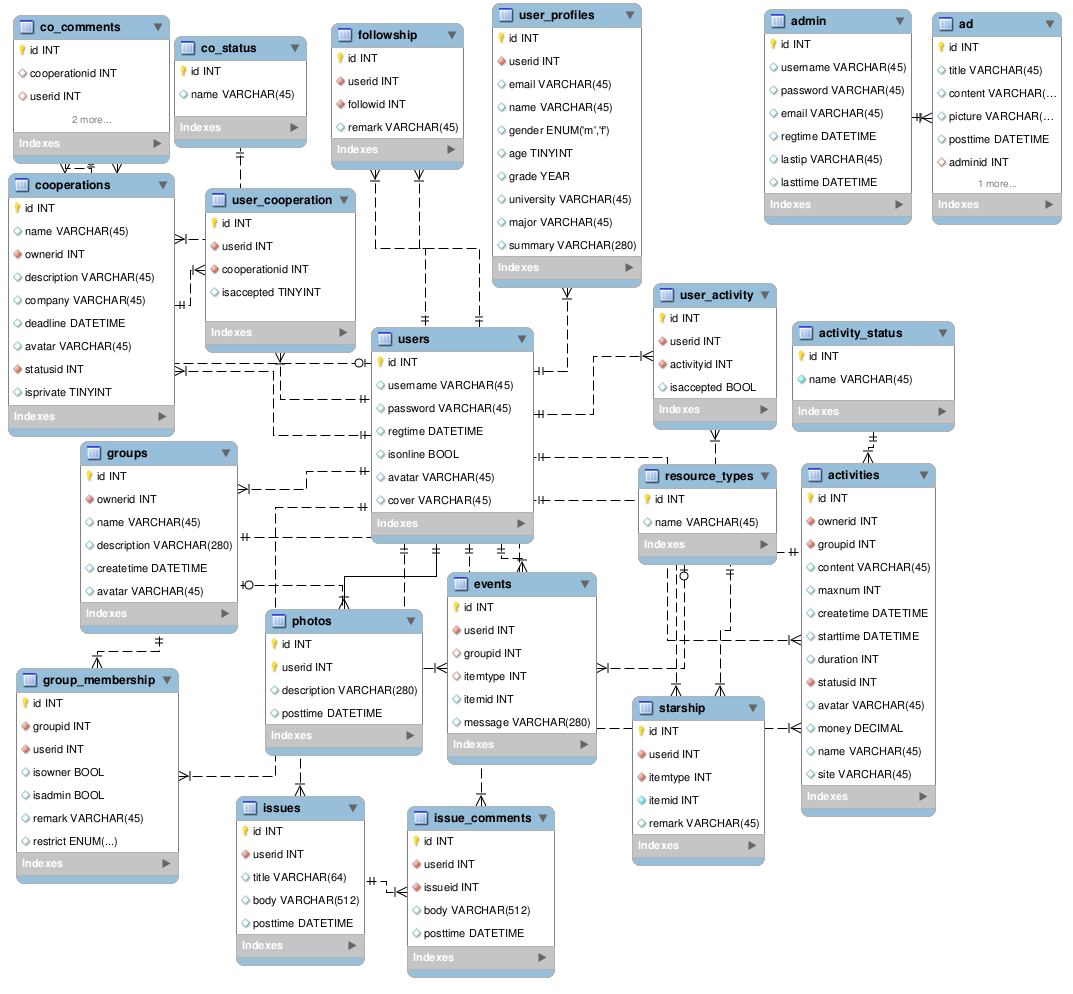 co_comments
id INT
cooperationid INT
userid INT
2 more...
Indexes
co_status
id INT
name VARCHAR(45)
Indexes
followship
id INT
userid INT
followid INT
remark VARCHAR(45)
Indexes
user_profiles
id INT
userid INT
email VARCHAR(45)
name VARCHAR(45)
gender ENUM('m','f')
age TINYINT
grade YEAR
university VARCHAR(45)
major VARCHAR(45)
summary VARCHAR(280)
Indexes
admin
id INT
username VARCHAR(45)
password VARCHAR(45)
email VARCHAR(45)
regtime DATETIME
lastip VARCHAR(45)
lasttime DATETIME
Indexes
ad
id INT
title VARCHAR(45)
content VARCHAR(...
picture VARCHAR(...
posttime DATETIME
adminid INT
1 more...
Indexes
cooperations
id INT
name VARCHAR(45)
ownerid INT
description VARCHAR(45)
company VARCHAR(45)
deadline DATETIME
avatar VARCHAR(45)
statusid INT
isprivate TINYINT
Indexes
user_cooperation
id INT
userid INT
cooperationid INT
isaccepted TINYINT
Indexes
users
id INT
username VARCHAR(45)
password VARCHAR(45)
regtime DATETIME
isonline BOOL
avatar VARCHAR(45)
cover VARCHAR(45)
Indexes
user_activity
id INT
userid INT
activityid INT
isaccepted BOOL
Indexes
activity_status
id INT
name VARCHAR(45)
Indexes
groups
id INT
ownerid INT
name VARCHAR(45)
description VARCHAR(280)
createtime DATETIME
avatar VARCHAR(45)
Indexes
resource_types
id INT
name VARCHAR(45)
Indexes
activities
id INT
ownerid INT
groupid INT
content VARCHAR(45)
maxnum INT
createtime DATETIME
starttime DATETIME
duration INT
statusid INT
avatar VARCHAR(45)
money DECIMAL
name VARCHAR(45)
site VARCHAR(45)
Indexes
photos
id INT
userid INT
description VARCHAR(280)
posttime DATETIME
Indexes
events
id INT
userid INT
groupid INT
itemtype INT
itemid INT
message VARCHAR(280)
Indexes
group_membership
id INT
groupid INT
userid INT
isowner BOOL
isadmin BOOL
remark VARCHAR(45)
restrict ENUM(...)
Indexes
starship
id INT
userid INT
itemtype INT
itemid INT
remark VARCHAR(45)
Indexes
issues
id INT
userid INT
title VARCHAR(64)
body VARCHAR(512)
posttime DATETIME
Indexes
issue_comments
id INT
userid INT
issueid INT
body VARCHAR(512)
posttime DATETIME
Indexes